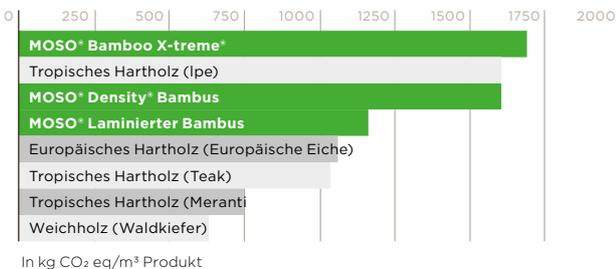 0 250 500 750 1000 1250 1500 1750 2000
MOSO® Bamboo X-treme®
Tropisches Hartholz (Ipe)
MOSO® Density® Bambus
MOSO® Laminierter Bambus
Europäisches Hartholz (Europäische Eiche)
Tropisches Hartholz (Teak)
Tropisches Hartholz (Meranti
Weichholz (Waldkiefer)
In kg CO₂ eq/m³ Produkt